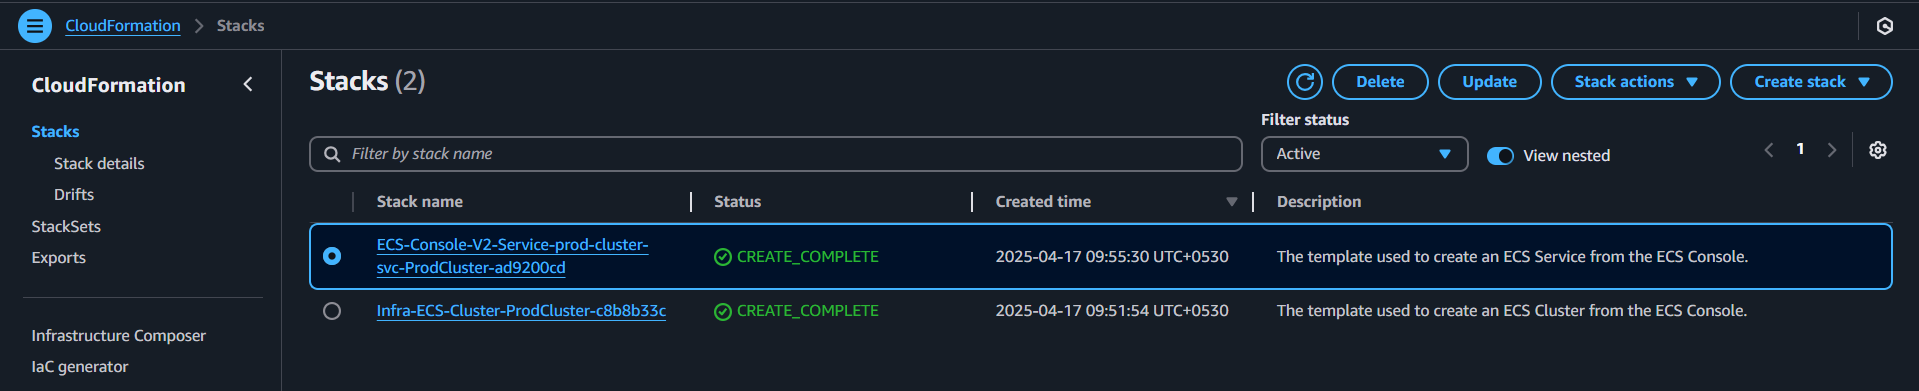 CloudFormation > Stacks
CloudFormation
Stacks
Stack details
Drifts
StackSets
Exports
Infrastructure Composer
IaC generator
Stacks (2)
Delete Update Stack actions Create stack
Filter by stack name
Filter status
Active
View nested
1
Stack name Status Created time Description
ECS-Console-V2-Service-prod-cluster-
svc-ProdCluster-ad9200cd
CREATE_COMPLETE 2025-04-17 09:55:30 UTC+0530 The template used to create an ECS Service from the ECS Console.
Infra-ECS-Cluster-ProdCluster-c8b8b33c CREATE_COMPLETE 2025-04-17 09:51:54 UTC+0530 The template used to create an ECS Cluster from the ECS Console.